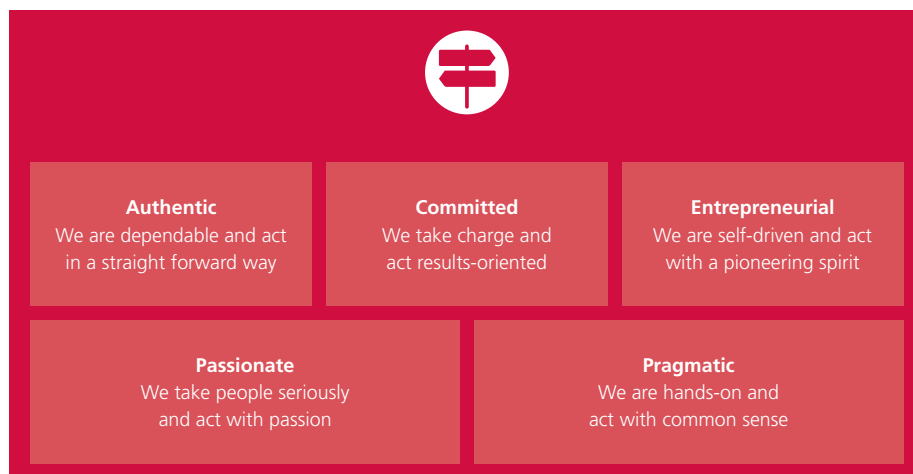 Authentic
We are dependable and act
in a straight forward way
Committed
We take charge and
act results-oriented
Entrepreneurial
We are self-driven and act
with a pioneering spirit
Passionate
We take people seriously
and act with passion
Pragmatic
We are hands-on and
act with common sense